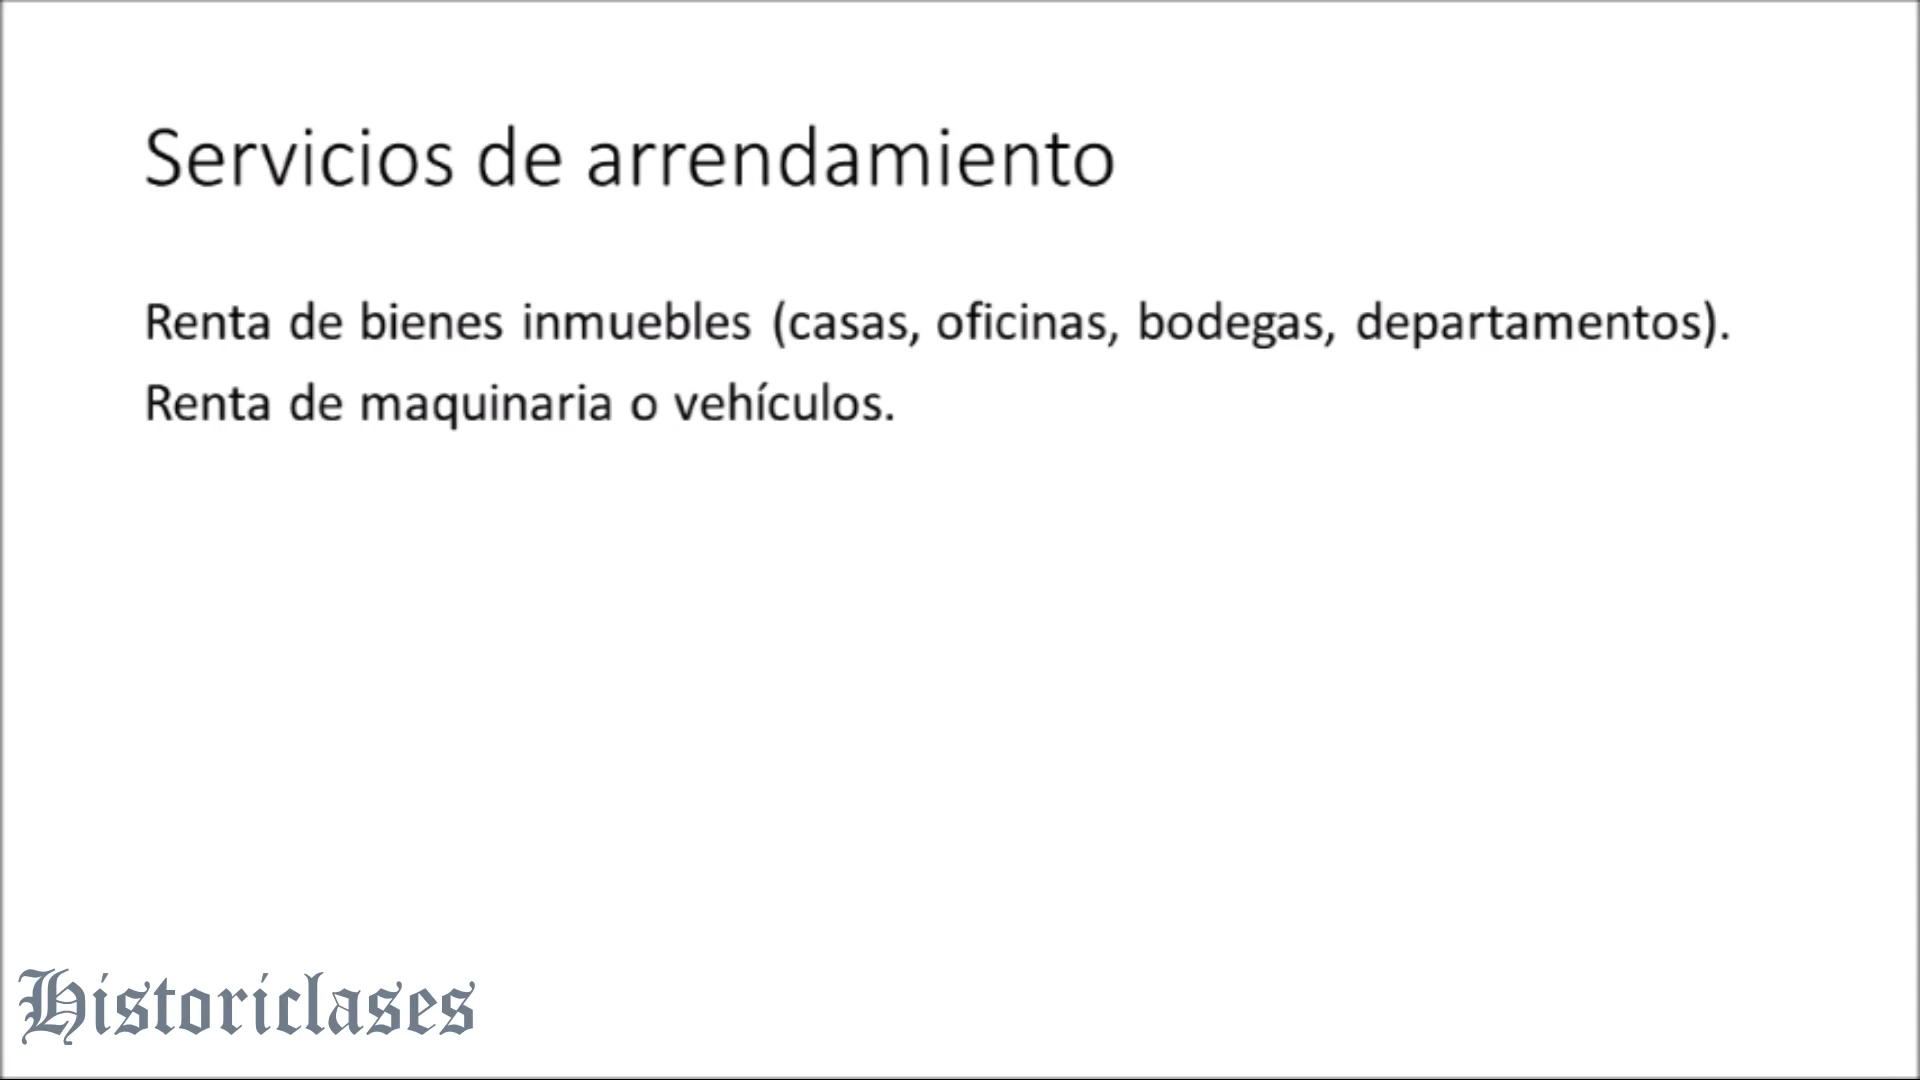 Servicios de arrendamiento
Renta de bienes inmuebles (casas, oficinas, bodegas, departamentos).
Renta de maquinaria o vehículos.
Historiclases